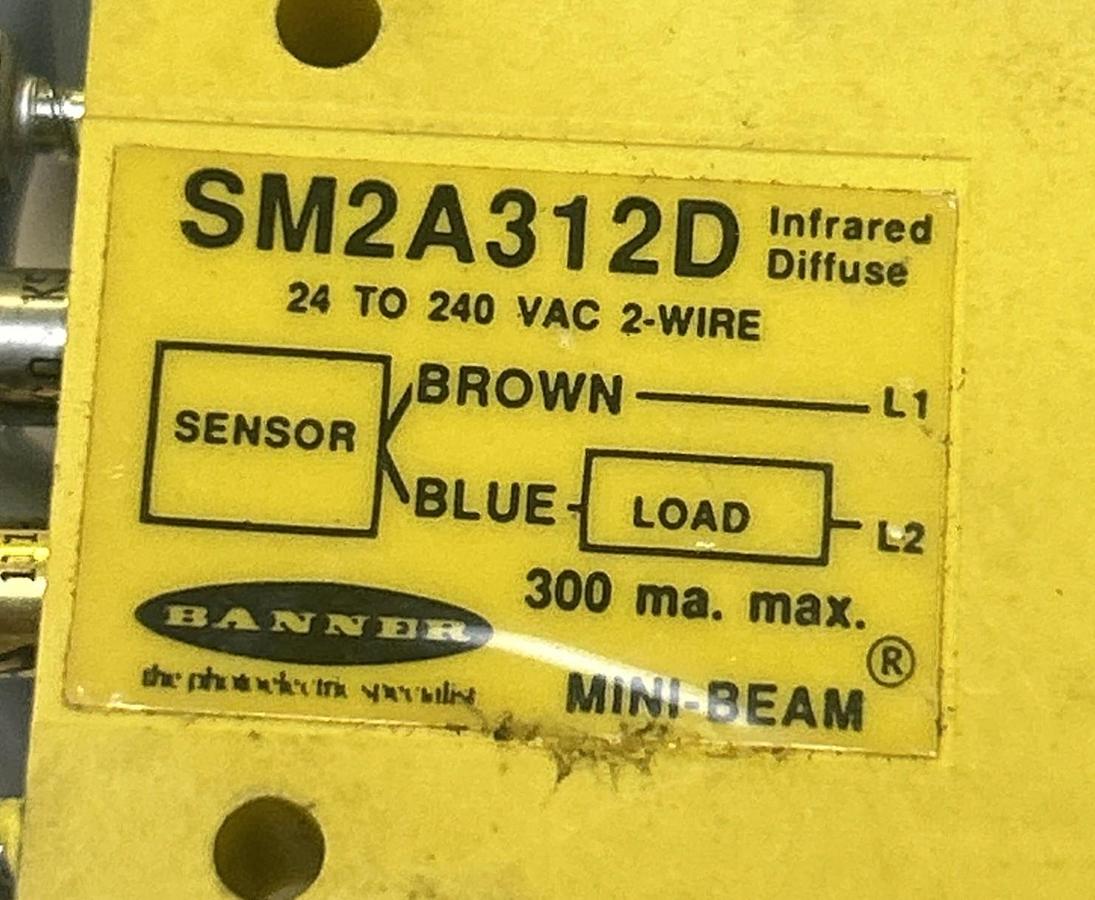 SM2A312D Infrared
Diffuse
24 TO 240 VAC 2-WIRE
BROWN L1
SENSOR
BLUE LOAD L2
300 ma. max.
BANNER
the photoelectric specialist
MINI-BEAM®